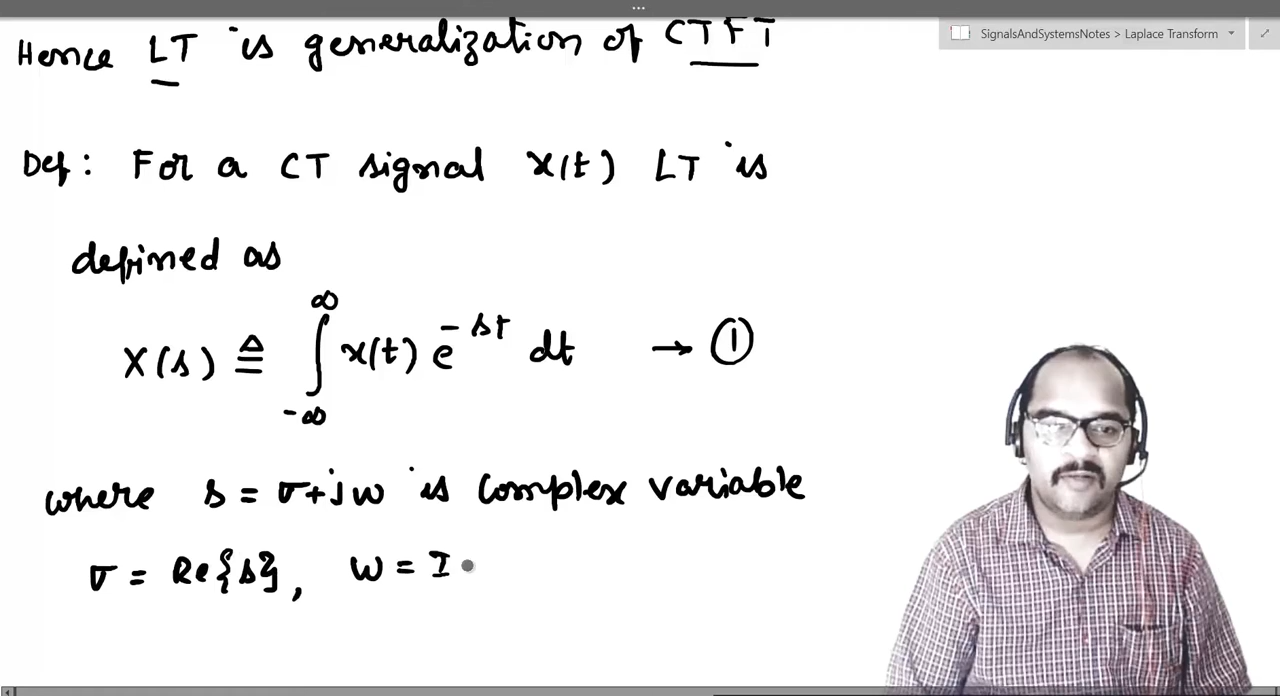 SignalsAndSystemsNotes > Laplace Transform
Hence LT is generalization of CTFT
Def: For a CT signal x(t) LT is
defined as
X(s) ≜ ∫_{-∞}^{∞} x(t) e^{-st} dt → ①
where s = σ+jω is complex variable
σ = Re{s}, ω = I